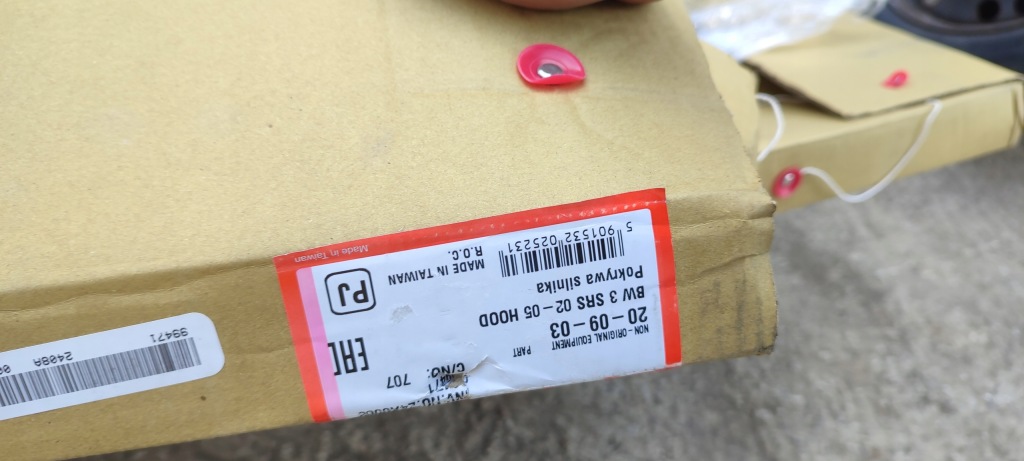 NON-ORIGINAL EQUIPMENT PART
20-09-03
BW 3 SRS 02-05 HOOD
Pokrywa silnika
5 901532 025231
MADE IN TAIWAN
R.O.C.
PJ
EAC
C/NO: 707
Made in Taiwan
99471
2408A